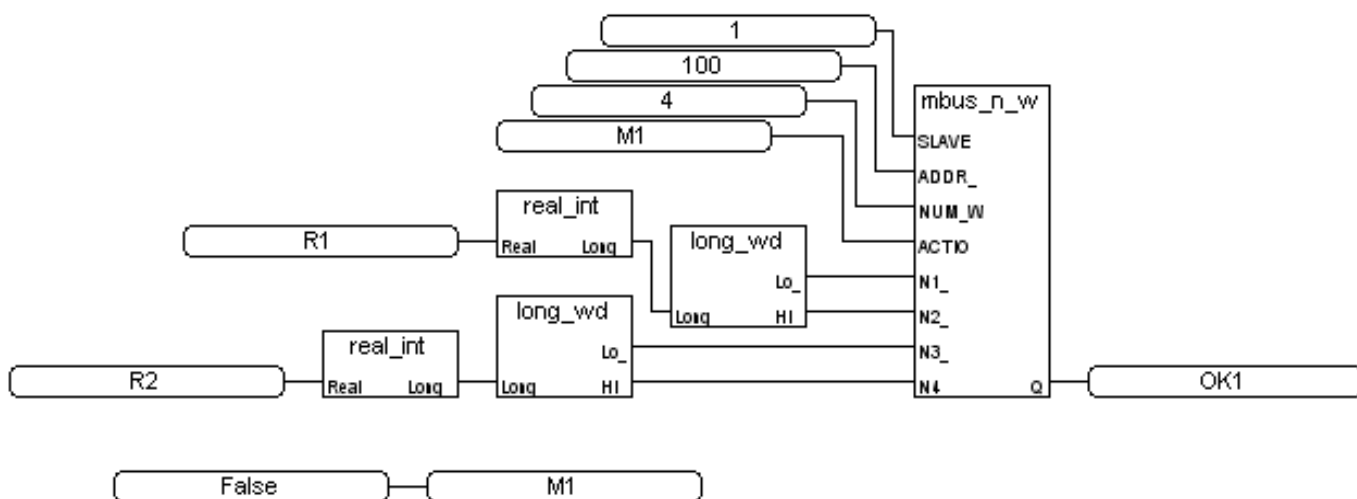 1
100
mbus_n_w
4
M1
SLAVE
ADDR_
real_int
NUM_W
R1
Real Long
long_wd
ACTIO
Lo_
N1_
long_wd
Long HI
N2_
real_int
Lo_
N3_
R2
Real Long
Long HI
N4 Q
OK1
False
M1